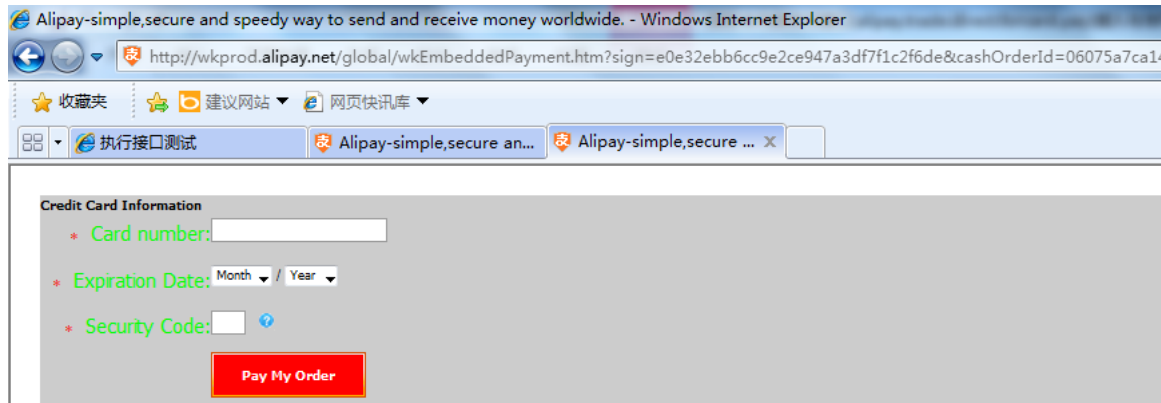 Alipay-simple,secure and speedy way to send and receive money worldwide. - Windows Internet Explorer
http://wkprod.alipay.net/global/wkEmbeddedPayment.htm?sign=e0e32ebb6cc9e2ce947a3df7f1c2f6de&cashOrderId=06075a7ca14
收藏夹 建议网站 网页快讯库
执行接口测试 Alipay-simple,secure an... Alipay-simple,secure ... X
Credit Card Information
* Card number:
* Expiration Date: Month / Year
* Security Code:
Pay My Order